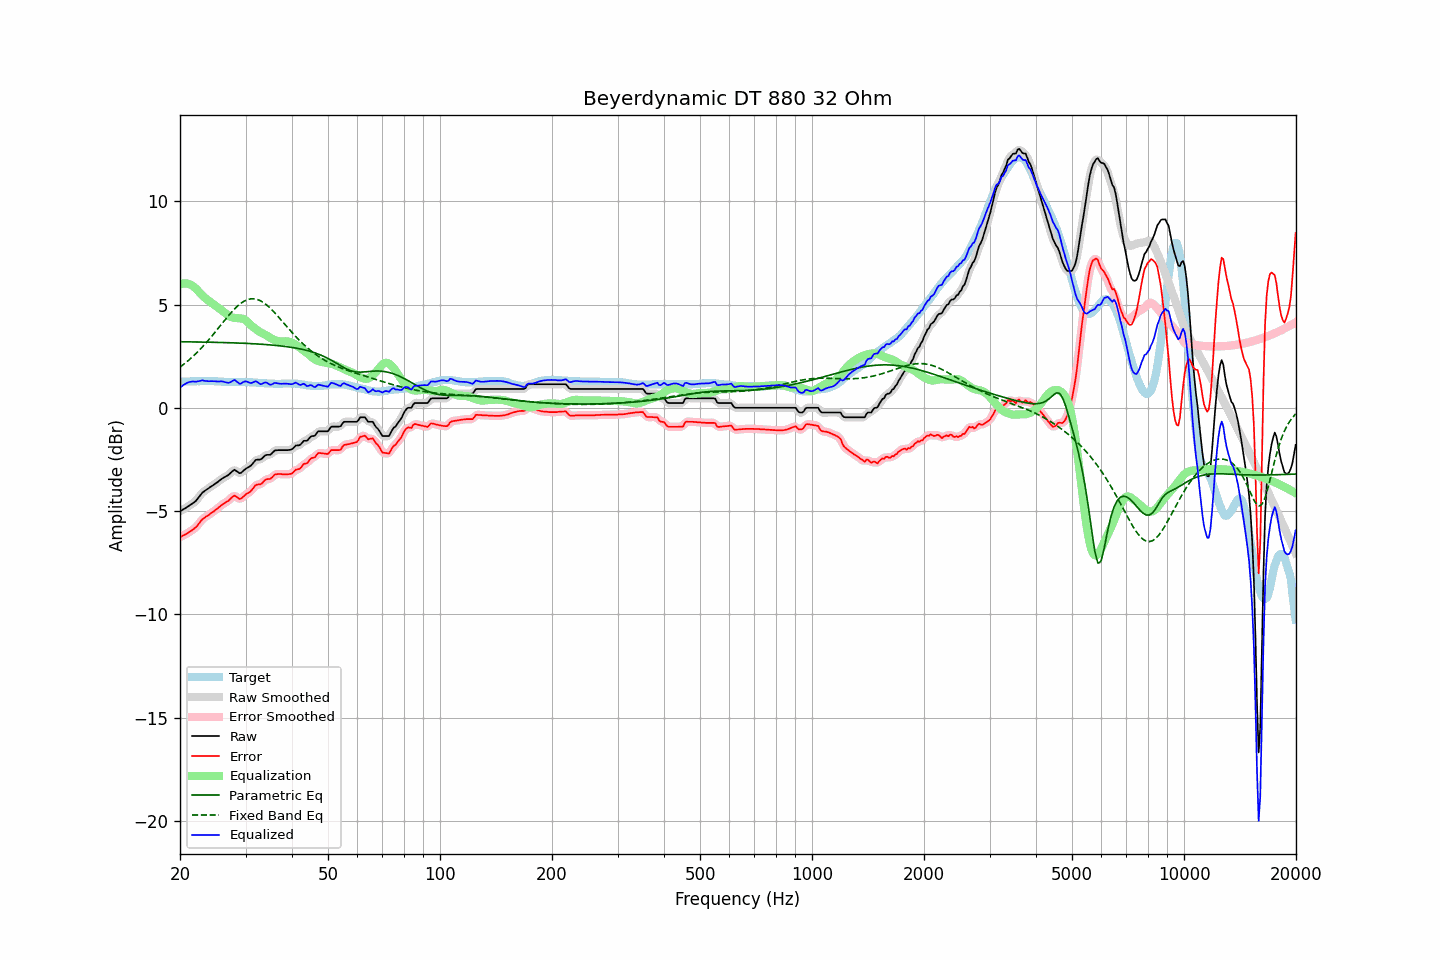 Beyerdynamic DT 880 32 Ohm
Amplitude (dBr)
10
5
0
−5
−10
−15
−20
Target
Raw Smoothed
Error Smoothed
Raw
Error
Equalization
Parametric Eq
Fixed Band Eq
Equalized
20 50 100 200 500 1000 2000 5000 10000 20000
Frequency (Hz)